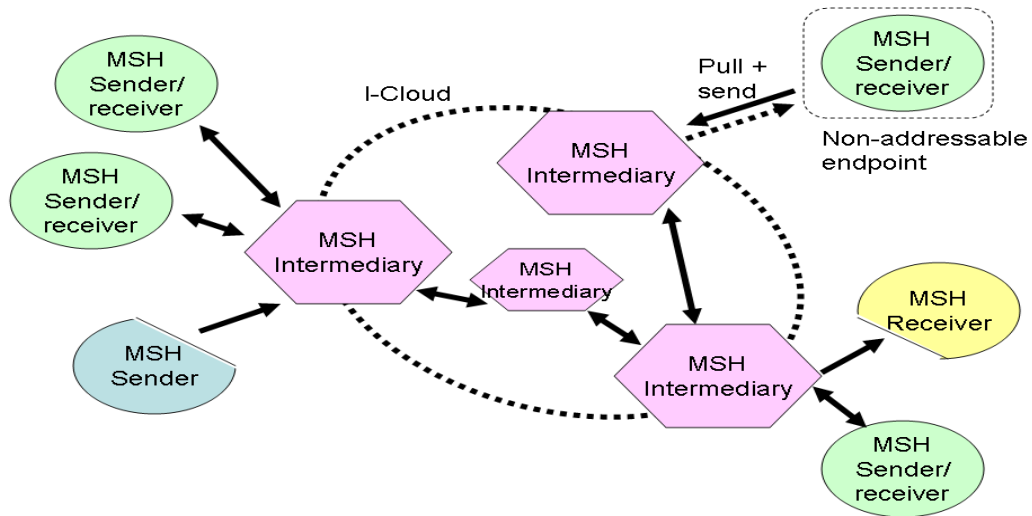 MSH
Sender/
receiver
I-Cloud
Pull +
send
MSH
Sender/
receiver
Non-addressable
endpoint
MSH
Intermediary
MSH
Sender/
receiver
MSH
Intermediary
MSH
Intermediary
MSH
Receiver
MSH
Sender
MSH
Intermediary
MSH
Sender/
receiver